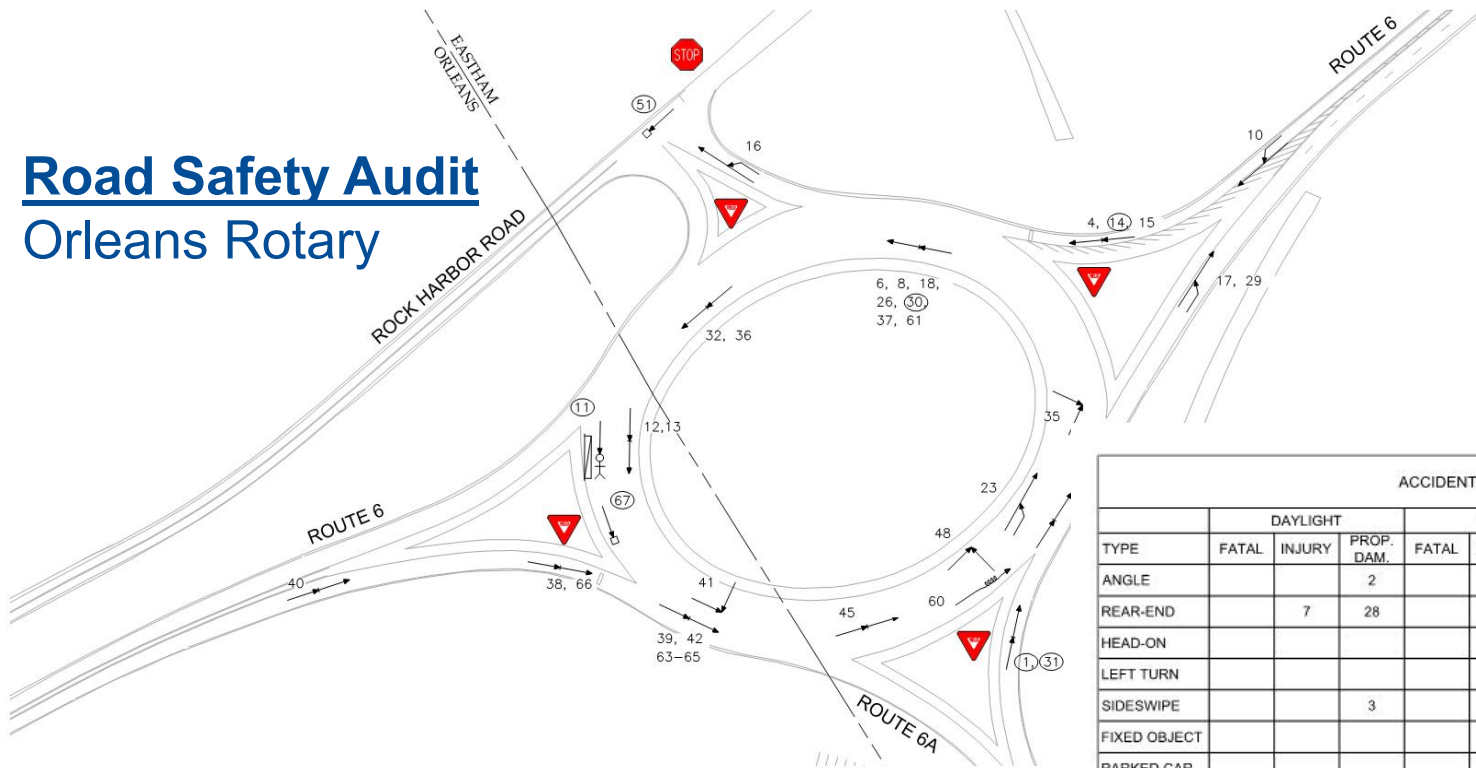 Road Safety Audit
Orleans Rotary
EASTHAM
ORLEANS
STOP
51
16
ROUTE 6
10
4, 14, 15
17, 29
ROCK HARBOR ROAD
6, 8, 18,
26, 30,
37, 61
32, 36
11
12,13
35
67
23
ROUTE 6
48
40
38, 66
41
60
45
39, 42
63-65
1, 31
ROUTE 6A
ACCIDENT
DAYLIGHT
TYPE FATAL INJURY PROP. DAM. FATAL
ANGLE 2
REAR-END 7 28
HEAD-ON
LEFT TURN
SIDESWIPE 3
FIXED OBJECT
PARKED CAR